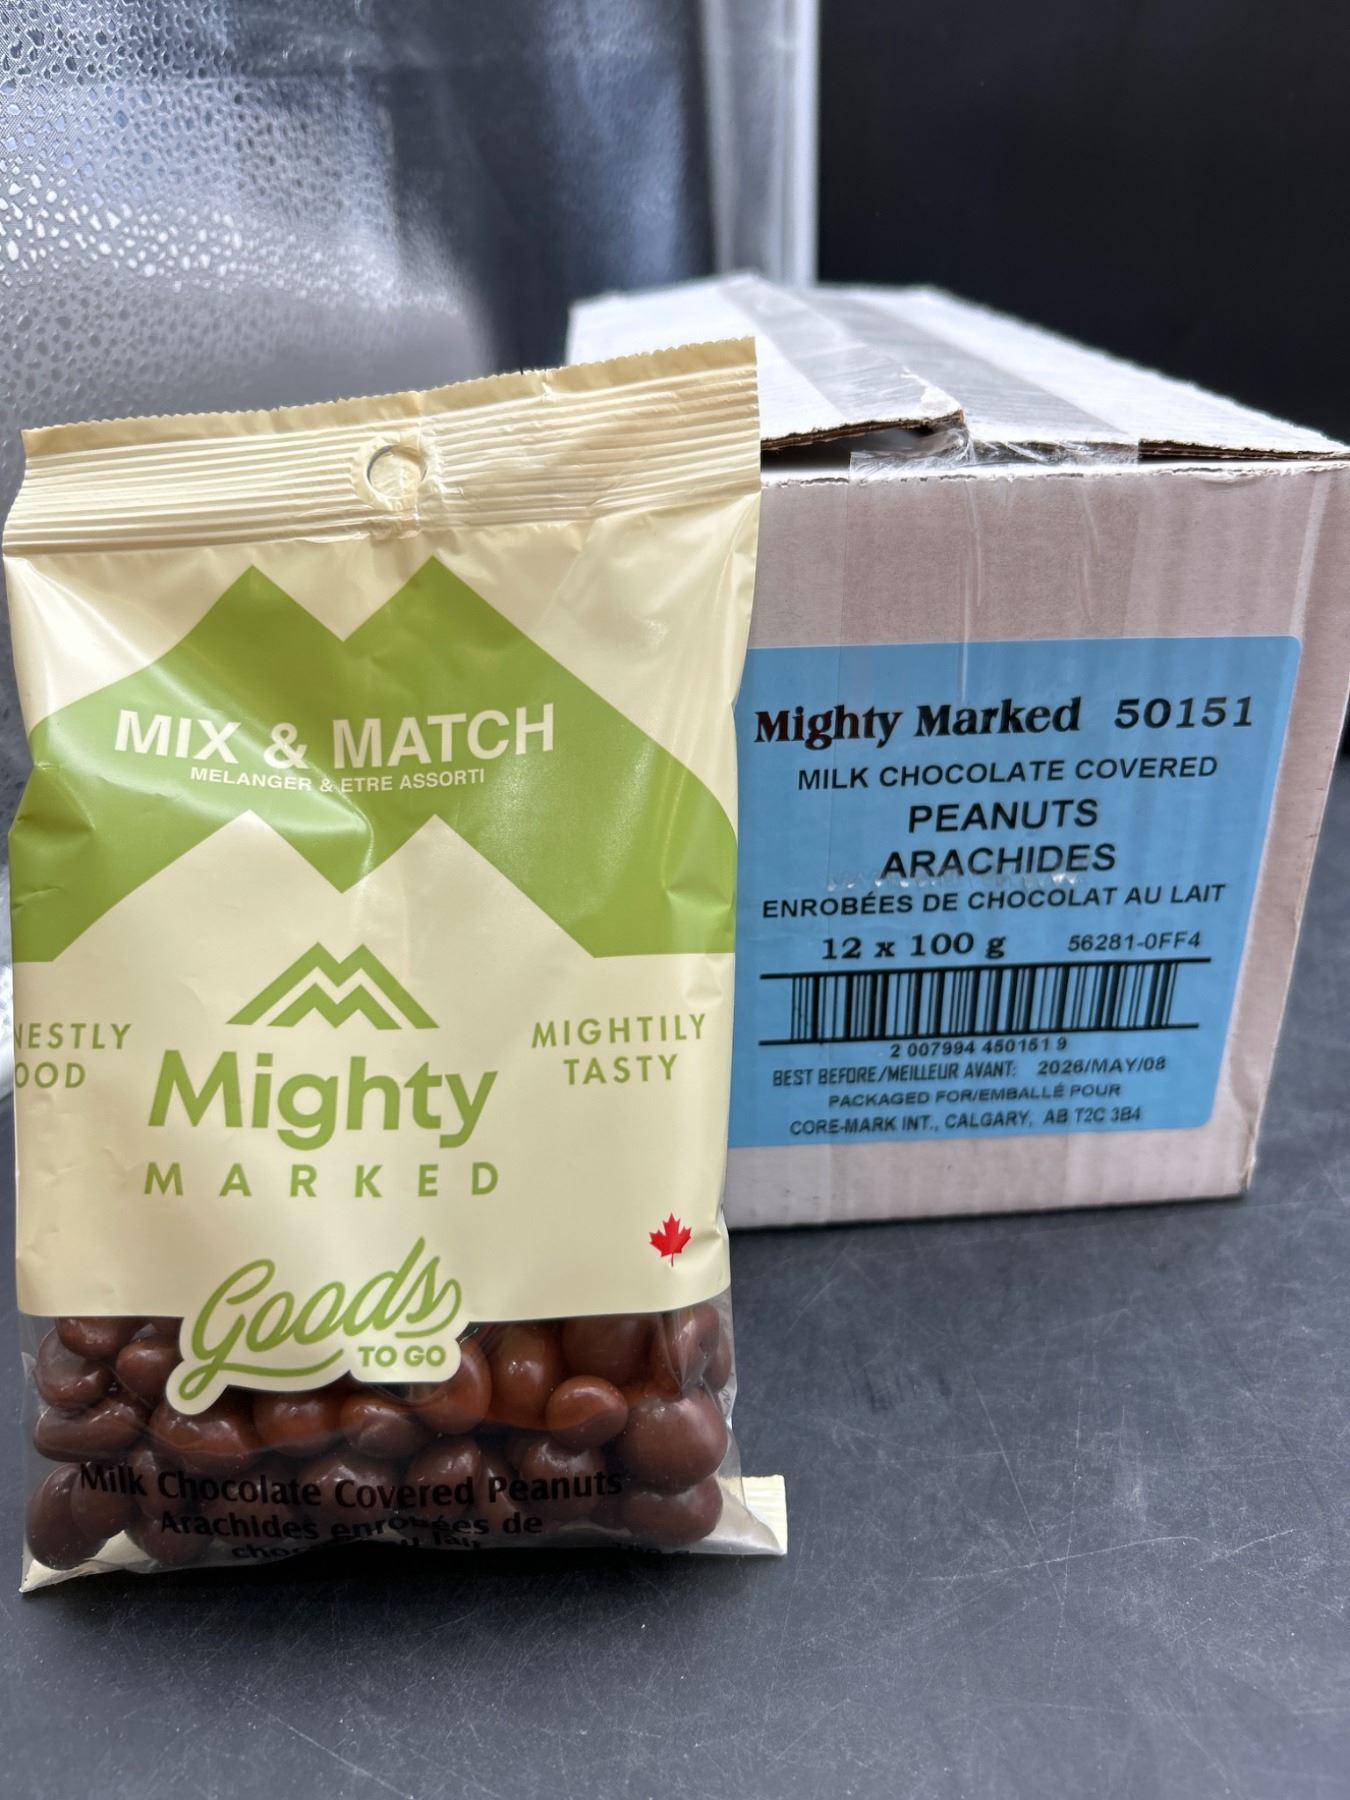 MIX & MATCH
MELANGER & ETRE ASSORTI
NESTLY
OOD
Mighty
MARKED
MIGHTILY
TASTY
Goods
TO GO
Milk Chocolate Covered Peanuts
Arachides enrobées de
lait
Mighty Marked 50151
MILK CHOCOLATE COVERED
PEANUTS
ARACHIDES
ENROBÉES DE CHOCOLAT AU LAIT
12 x 100 g 56281-0FF4
2 007994 450151 9
BEST BEFORE/MEILLEUR AVANT: 2026/MAY/08
PACKAGED FOR/EMBALLÉ POUR
CORE-MARK INT., CALGARY, AB T2C 3B4